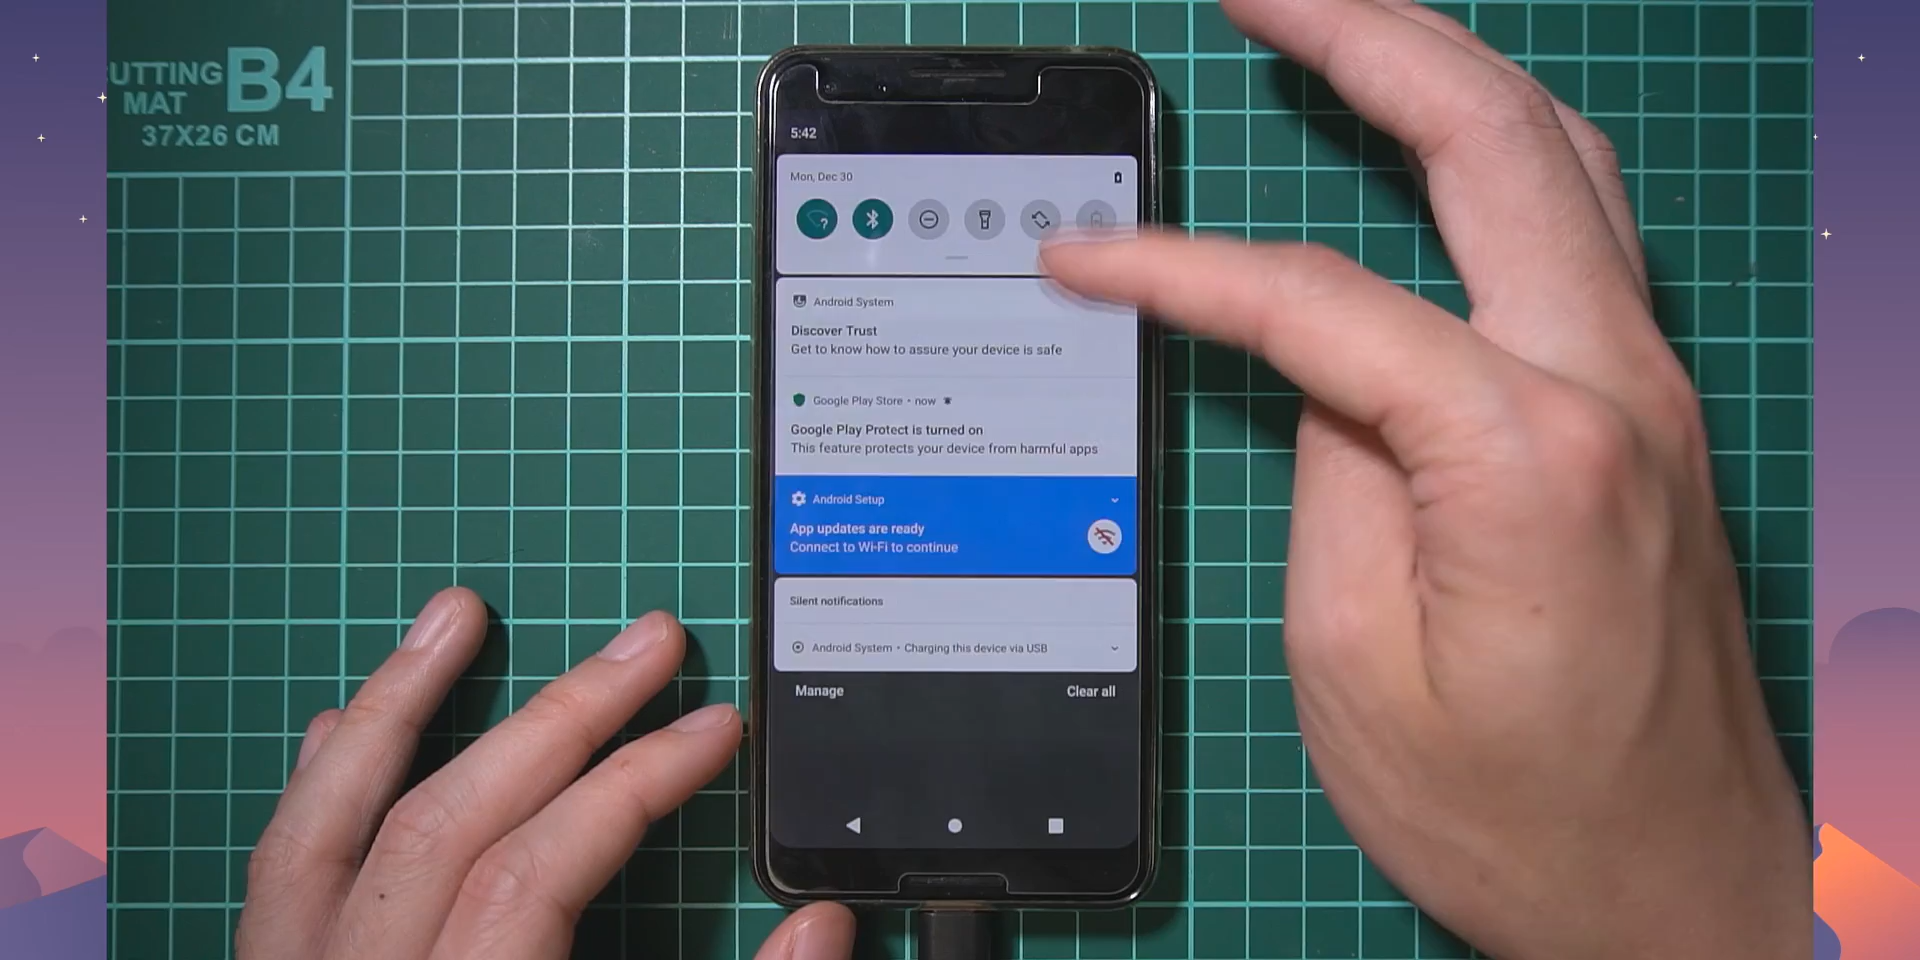 UTTING
MAT
B4
37X26 CM
5:42
Mon, Dec 30
Android System
Discover Trust
Get to know how to assure your device is safe
Google Play Store • now
Google Play Protect is turned on
This feature protects your device from harmful apps
Android Setup
App updates are ready
Connect to Wi-Fi to continue
Silent notifications
Android System • Charging this device via USB
Manage
Clear all